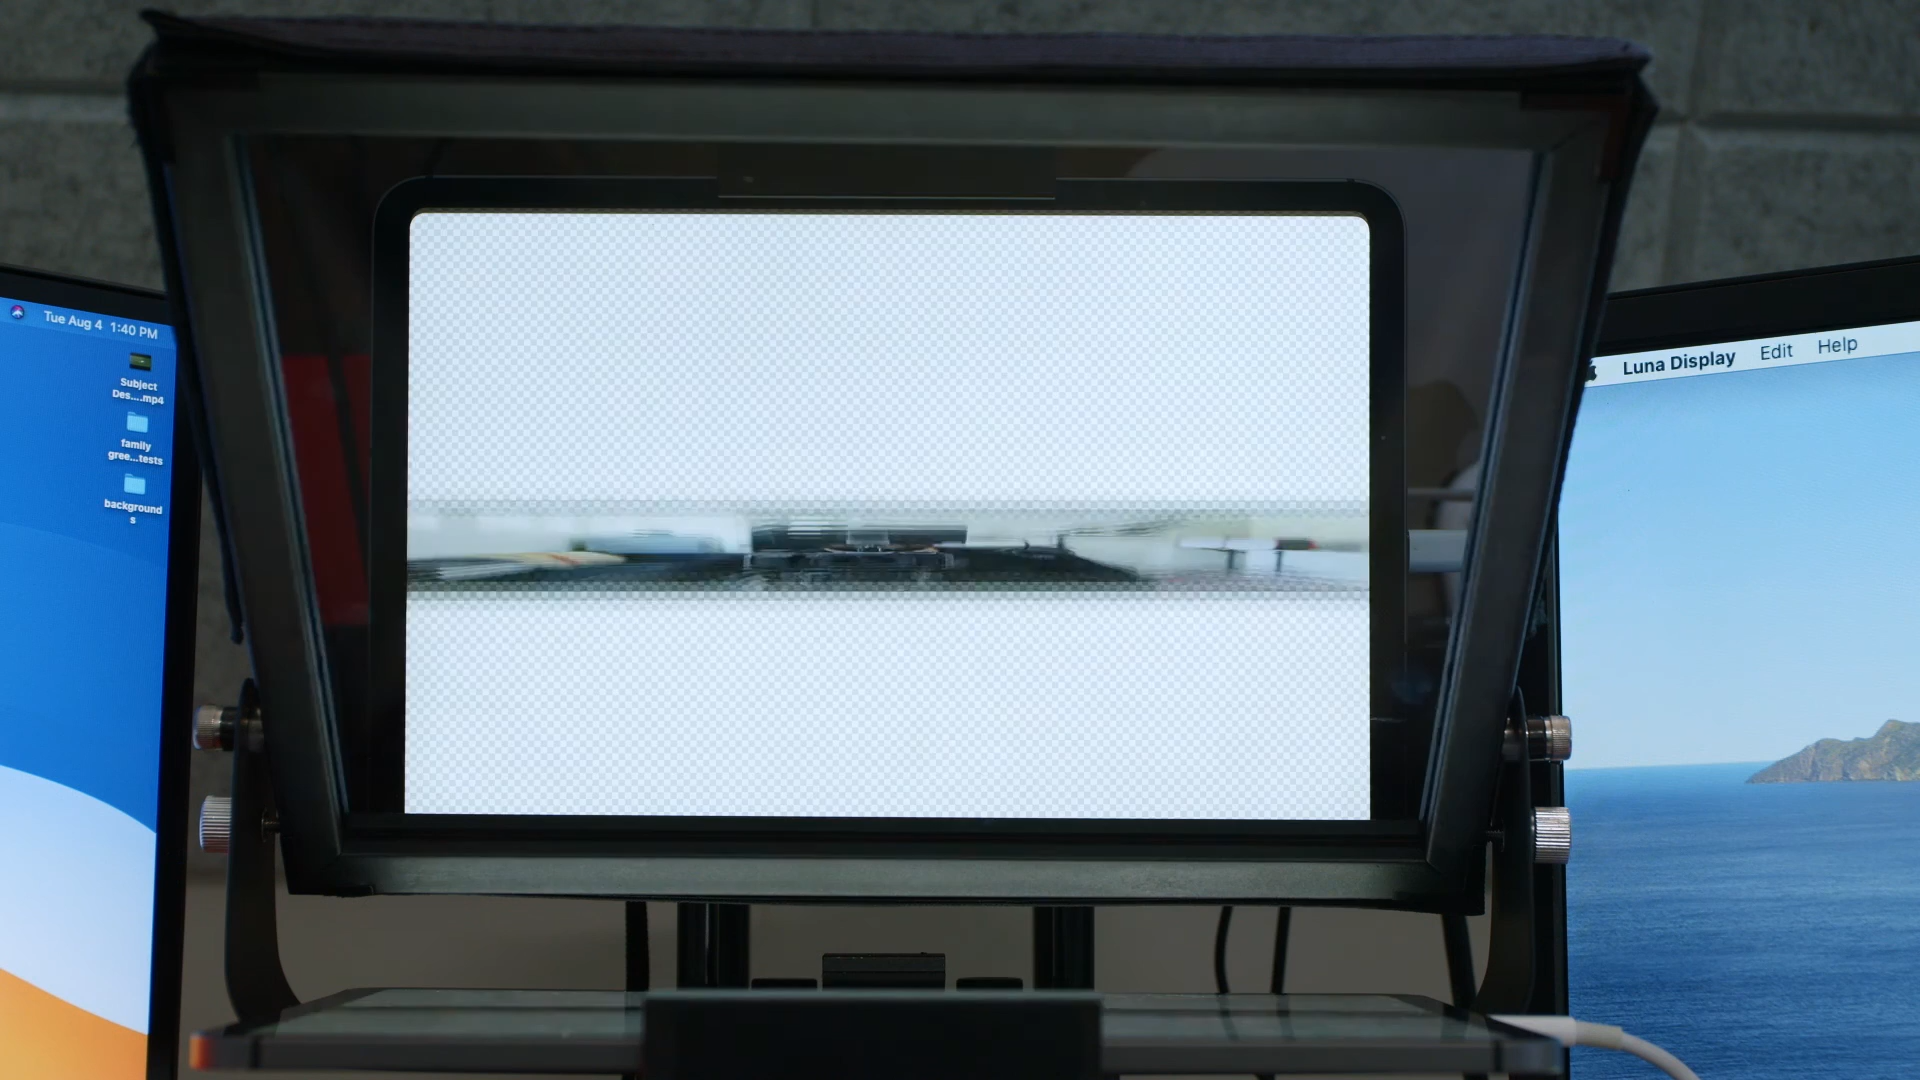 Tue Aug 4 1:40 PM
Subject
Des....mp4
family
gree...tests
background
s
Luna Display Edit Help